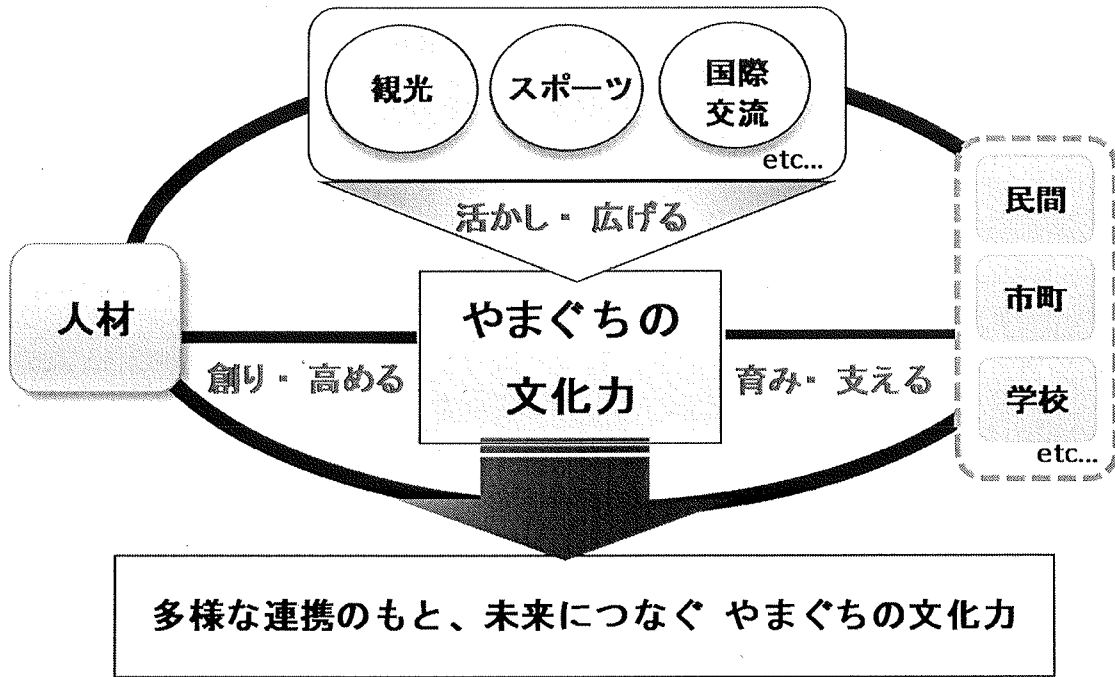 観光
スポーツ
国際
交流
etc...
活かし・広げる
民間
市町
学校
etc...
人材
創り・高める
やまぐちの
文化力
育み・支える
多様な連携のもと、未来につなぐ やまぐちの文化力